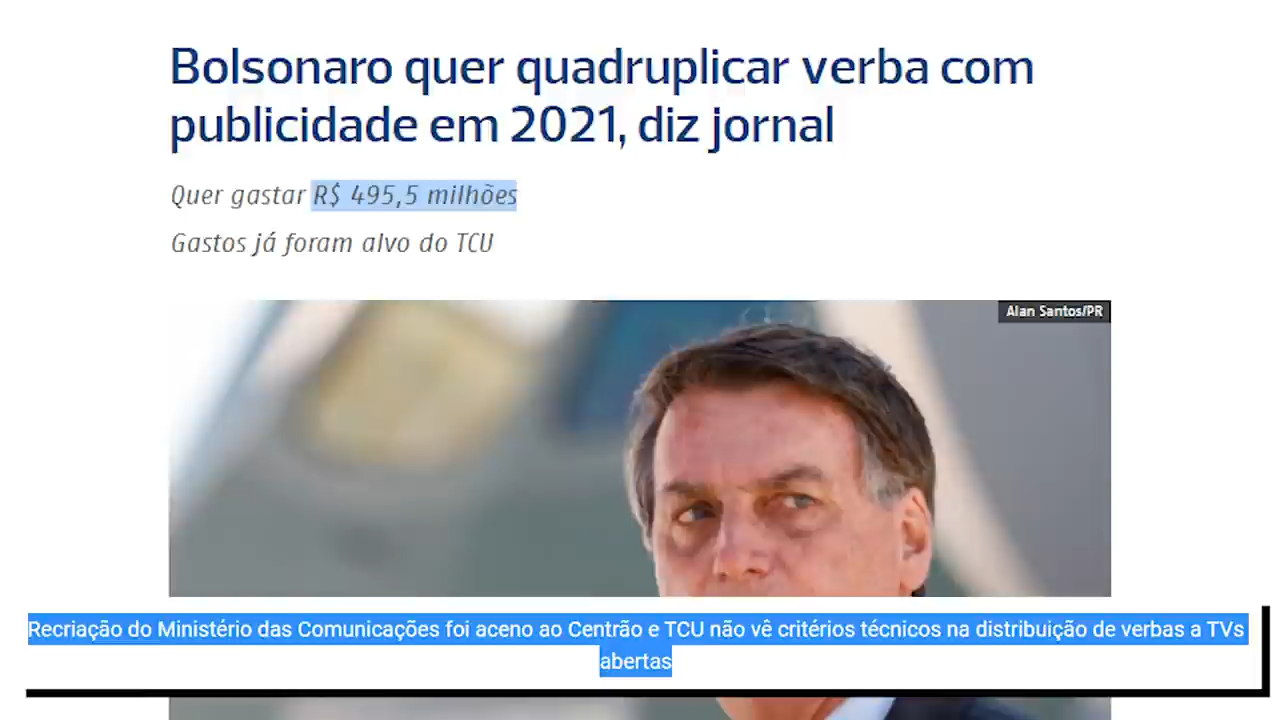 Bolsonaro quer quadruplicar verba com
publicidade em 2021, diz jornal
Quer gastar R$ 495,5 milhões
Gastos já foram alvo do TCU
Alan Santos/PR
Recriação do Ministério das Comunicações foi aceno ao Centrão e TCU não vê critérios técnicos na distribuição de verbas a TVs
abertas